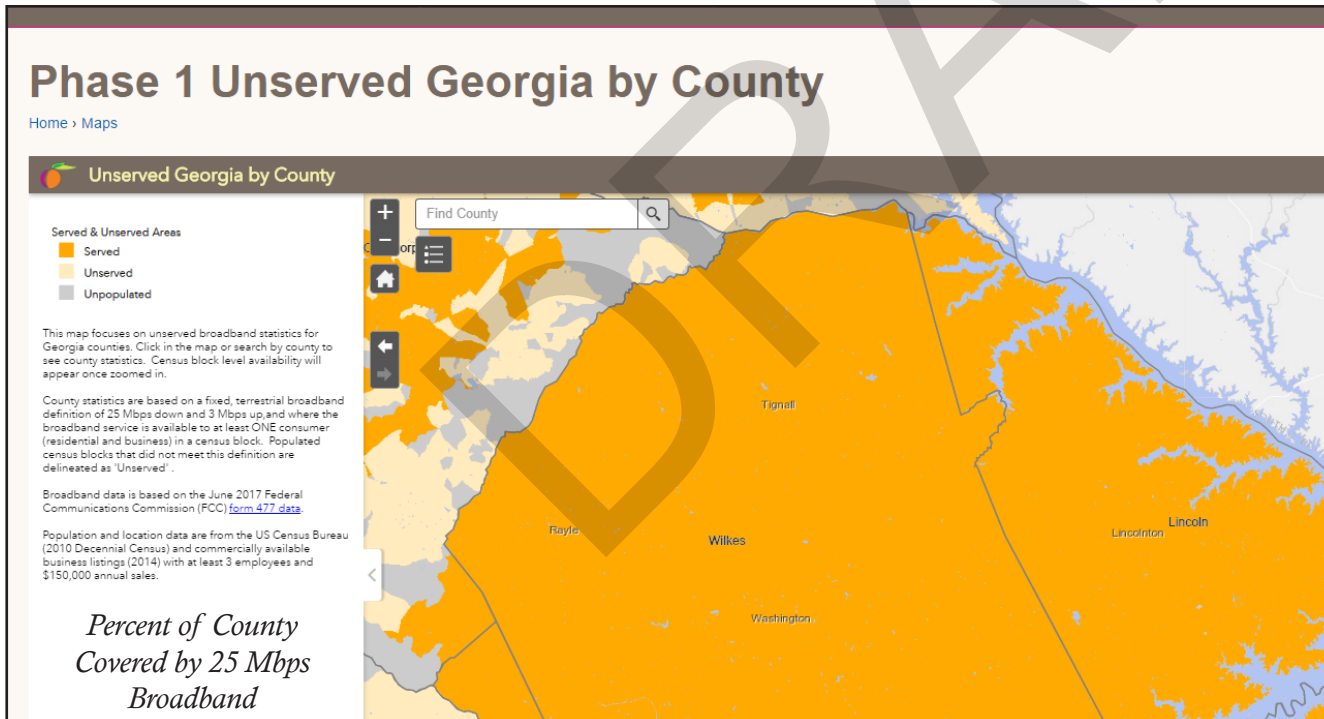 Phase 1 Unserved Georgia by County
Home › Maps
Unserved Georgia by County
Find County
Served & Unserved Areas
Served
Unserved
Unpopulated
This map focuses on unserved broadband statistics for
Georgia counties. Click in the map or search by county to
see county statistics. Census block level availability will
appear once zoomed in.
County statistics are based on a fixed, terrestrial broadband
definition of 25 Mbps down and 3 Mbps up,and where the
broadband service is available to at least ONE consumer
(residential and business) in a census block. Populated
census blocks that did not meet this definition are
delineated as 'Unserved' .
Broadband data is based on the June 2017 Federal
Communications Commission (FCC) form 477 data.
Population and location data are from the US Census Bureau
(2010 Decennial Census) and commercially available
business listings (2014) with at least 3 employees and
$150,000 annual sales.
Percent of County
Covered by 25 Mbps
Broadband
Tignall
Rayle
Wilkes
Lincoln
Lincolnton
Washington
DRA